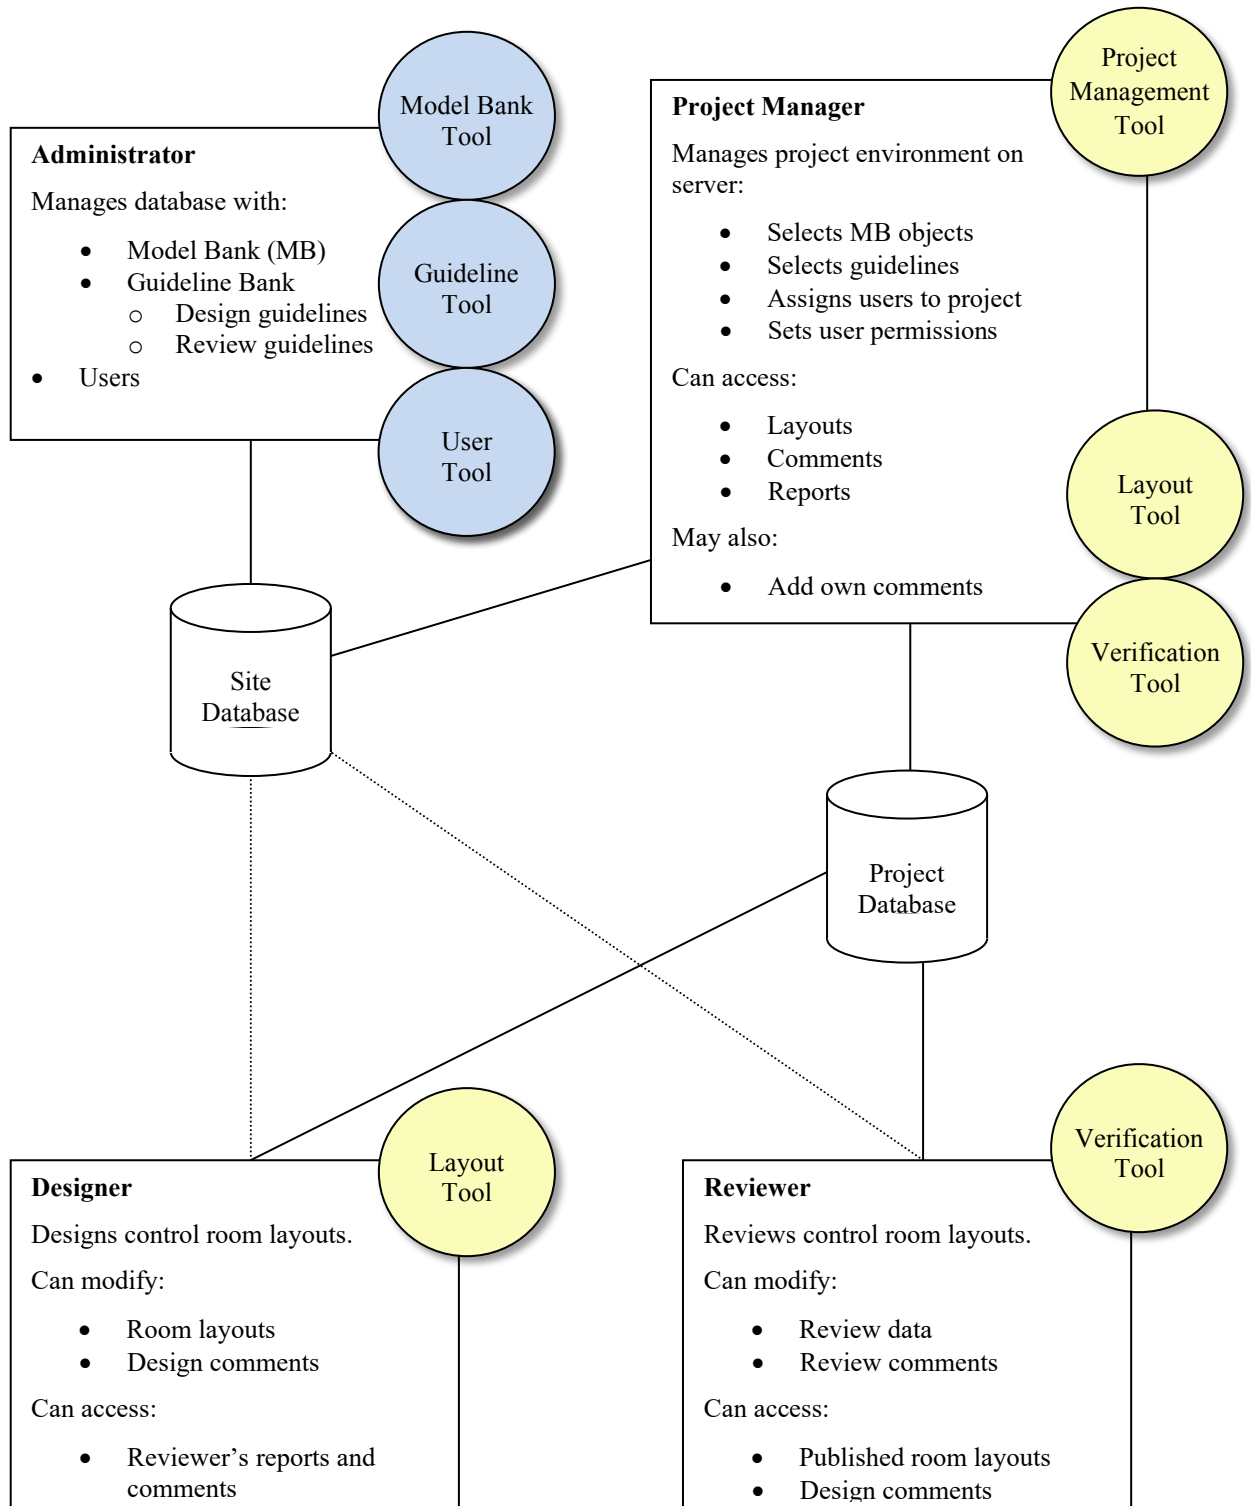 Model Bank
Tool
Administrator
Manages database with:
• Model Bank (MB)
• Guideline Bank
o Design guidelines
o Review guidelines
• Users
Guideline
Tool
User
Tool
Project
Management
Tool
Project Manager
Manages project environment on
server:
• Selects MB objects
• Selects guidelines
• Assigns users to project
• Sets user permissions
Can access:
• Layouts
• Comments
• Reports
May also:
• Add own comments
Layout
Tool
Verification
Tool
Site
Database
Project
Database
Layout
Tool
Designer
Designs control room layouts.
Can modify:
• Room layouts
• Design comments
Can access:
• Reviewer’s reports and
comments
Verification
Tool
Reviewer
Reviews control room layouts.
Can modify:
• Review data
• Review comments
Can access:
• Published room layouts
• Design comments